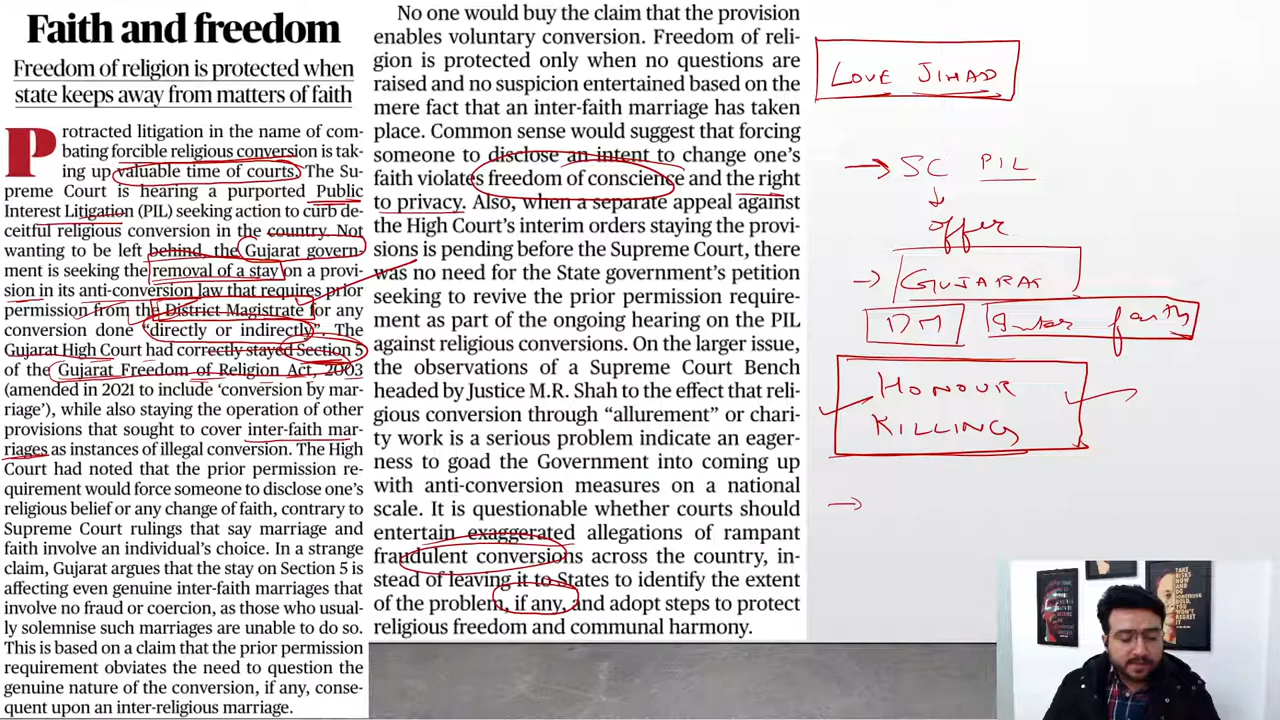 Faith and freedom
Freedom of religion is protected when
state keeps away from matters of faith
Protracted litigation in the name of com-
bating forcible religious conversion is tak-
ing up valuable time of courts. The Su-
preme Court is hearing a purported Public
Interest Litigation (PIL) seeking action to curb de-
ceitful religious conversion in the country. Not
wanting to be left behind, the Gujarat govern-
ment is seeking the removal of a stay on a provi-
sion in its anti-conversion law that requires prior
permission from the District Magistrate for any
conversion done “directly or indirectly”. The
Gujarat High Court had correctly stayed Section 5
of the Gujarat Freedom of Religion Act, 2003
(amended in 2021 to include ‘conversion by mar-
riage’), while also staying the operation of other
provisions that sought to cover inter-faith mar-
riages as instances of illegal conversion. The High
Court had noted that the prior permission re-
quirement would force someone to disclose one’s
religious belief or any change of faith, contrary to
Supreme Court rulings that say marriage and
faith involve an individual’s choice. In a strange
claim, Gujarat argues that the stay on Section 5 is
affecting even genuine inter-faith marriages that
involve no fraud or coercion, as those who usual-
ly solemnise such marriages are unable to do so.
This is based on a claim that the prior permission
requirement obviates the need to question the
genuine nature of the conversion, if any, conse-
quent upon an inter-religious marriage.
No one would buy the claim that the provision
enables voluntary conversion. Freedom of reli-
gion is protected only when no questions are
raised and no suspicion entertained based on the
mere fact that an inter-faith marriage has taken
place. Common sense would suggest that forcing
someone to disclose an intent to change one’s
faith violates freedom of conscience and the right
to privacy. Also, when a separate appeal against
the High Court’s interim orders staying the provi-
sions is pending before the Supreme Court, there
was no need for the State government’s petition
seeking to revive the prior permission require-
ment as part of the ongoing hearing on the PIL
against religious conversions. On the larger issue,
the observations of a Supreme Court Bench
headed by Justice M.R. Shah to the effect that reli-
gious conversion through “allurement” or chari-
ty work is a serious problem indicate an eager-
ness to goad the Government into coming up
with anti-conversion measures on a national
scale. It is questionable whether courts should
entertain exaggerated allegations of rampant
fraudulent conversions across the country, in-
stead of leaving it to States to identify the extent
of the problem, if any, and adopt steps to protect
religious freedom and communal harmony.
LOVE JIHAD
SC PIL
offer
GUJARAT
DM Inter faith
HONOUR
KILLING
TAKE
RISKS
NOW
AND
DO
SOMETHING
BOLD.
YOU
WON'T
REGRET
IT